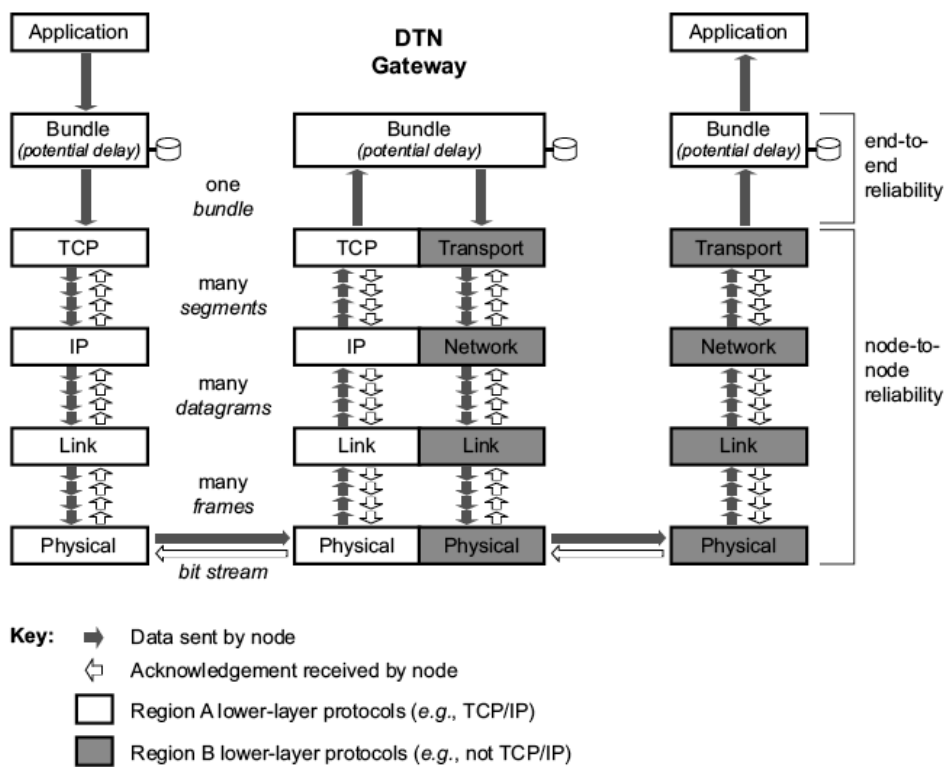 Application
DTN
Gateway
Application
Bundle
(potential delay)
Bundle
(potential delay)
Bundle
(potential delay)
end-to-
end
reliability
one
bundle
TCP
TCP
Transport
Transport
many
segments
IP
IP
Network
Network
node-to-
node
reliability
many
datagrams
Link
Link
Link
Link
many
frames
Physical
Physical
Physical
Physical
bit stream
Key:
Data sent by node
Acknowledgement received by node
Region A lower-layer protocols (e.g., TCP/IP)
Region B lower-layer protocols (e.g., not TCP/IP)